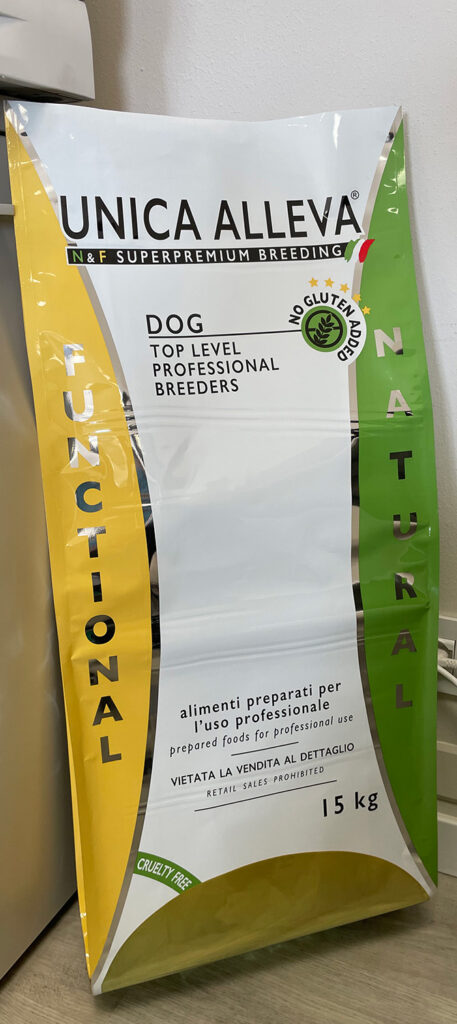 UNICA ALLEVA®
N&F SUPERPREMIUM BREEDING
NO GLUTEN ADDED
DOG
TOP LEVEL
PROFESSIONAL
BREEDERS
FUNCTIONAL
NATURAL
alimenti preparati per
l'uso professionale
prepared foods for professional use
VIETATA LA VENDITA AL DETTAGLIO
RETAIL SALES PROHIBITED
15 kg
CRUELTY FREE